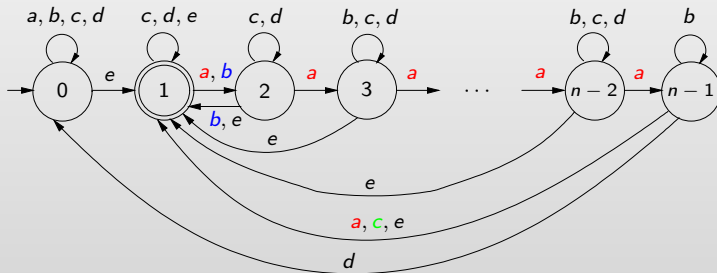 a, b, c, d c, d, e c, d b, c, d b, c, d b
e a, b a a a a
0 1 2 3 · · · n − 2 n − 1
b, e
e
e
a, c, e
d